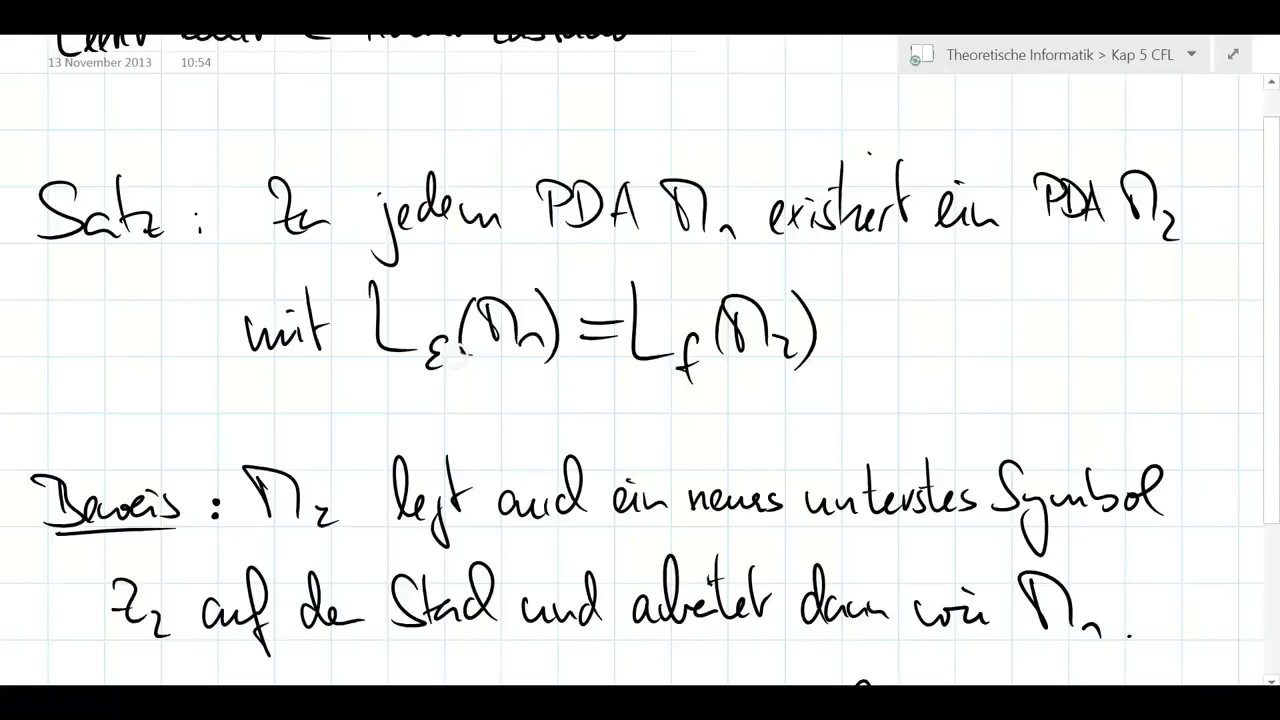 13 November 2013 10:54
Theoretische Informatik > Kap 5 CFL
Satz : Zu jedem PDA M₁ existiert ein PDA M₂
mit L_ε(M₁) = L_f(M₂)
Beweis : M₂ legt auch ein neues unterstes Symbol
Z₂ auf den Stack und arbeitet dann wie M₁ .